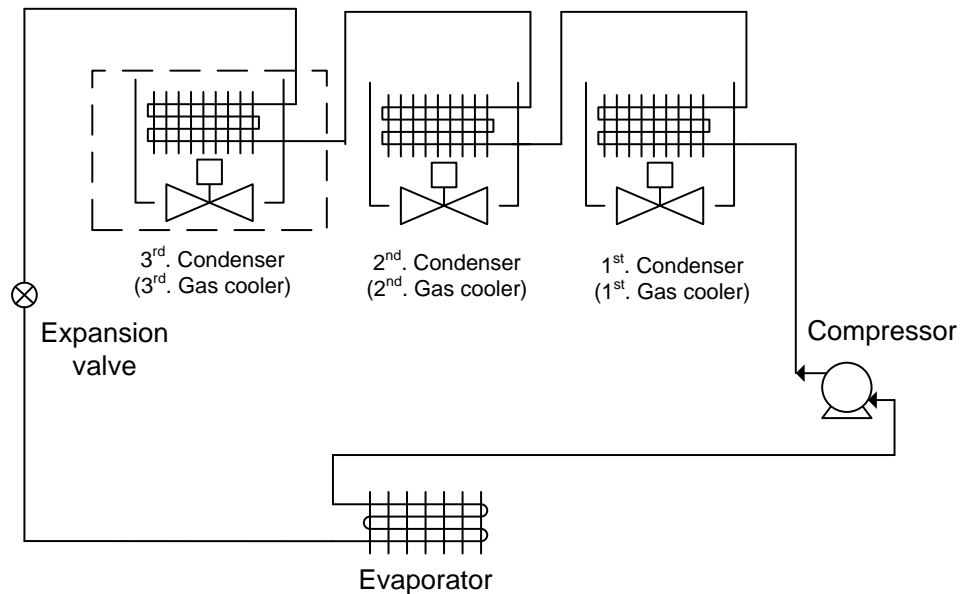 3rd. Condenser
(3rd. Gas cooler)
2nd. Condenser
(2nd. Gas cooler)
1st. Condenser
(1st. Gas cooler)
Expansion
valve
Compressor
Evaporator